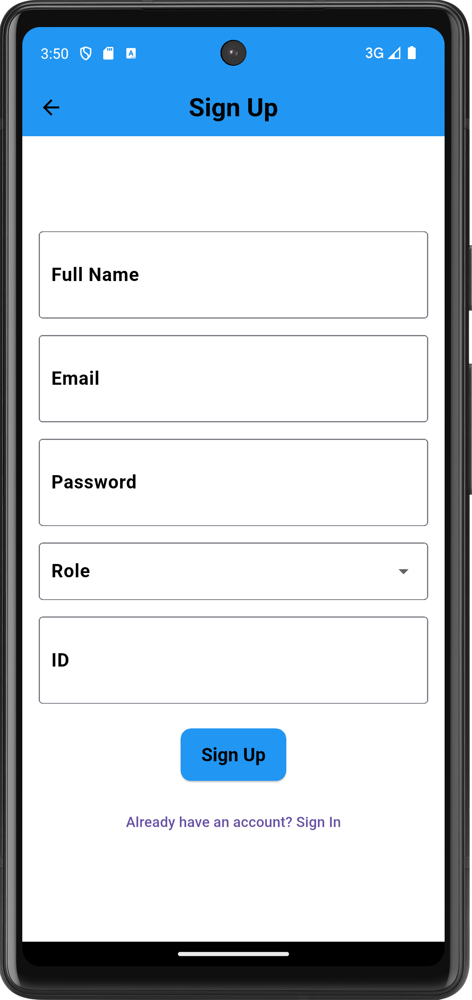 3:50 3G
Sign Up
Full Name
Email
Password
Role
ID
Sign Up
Already have an account? Sign In